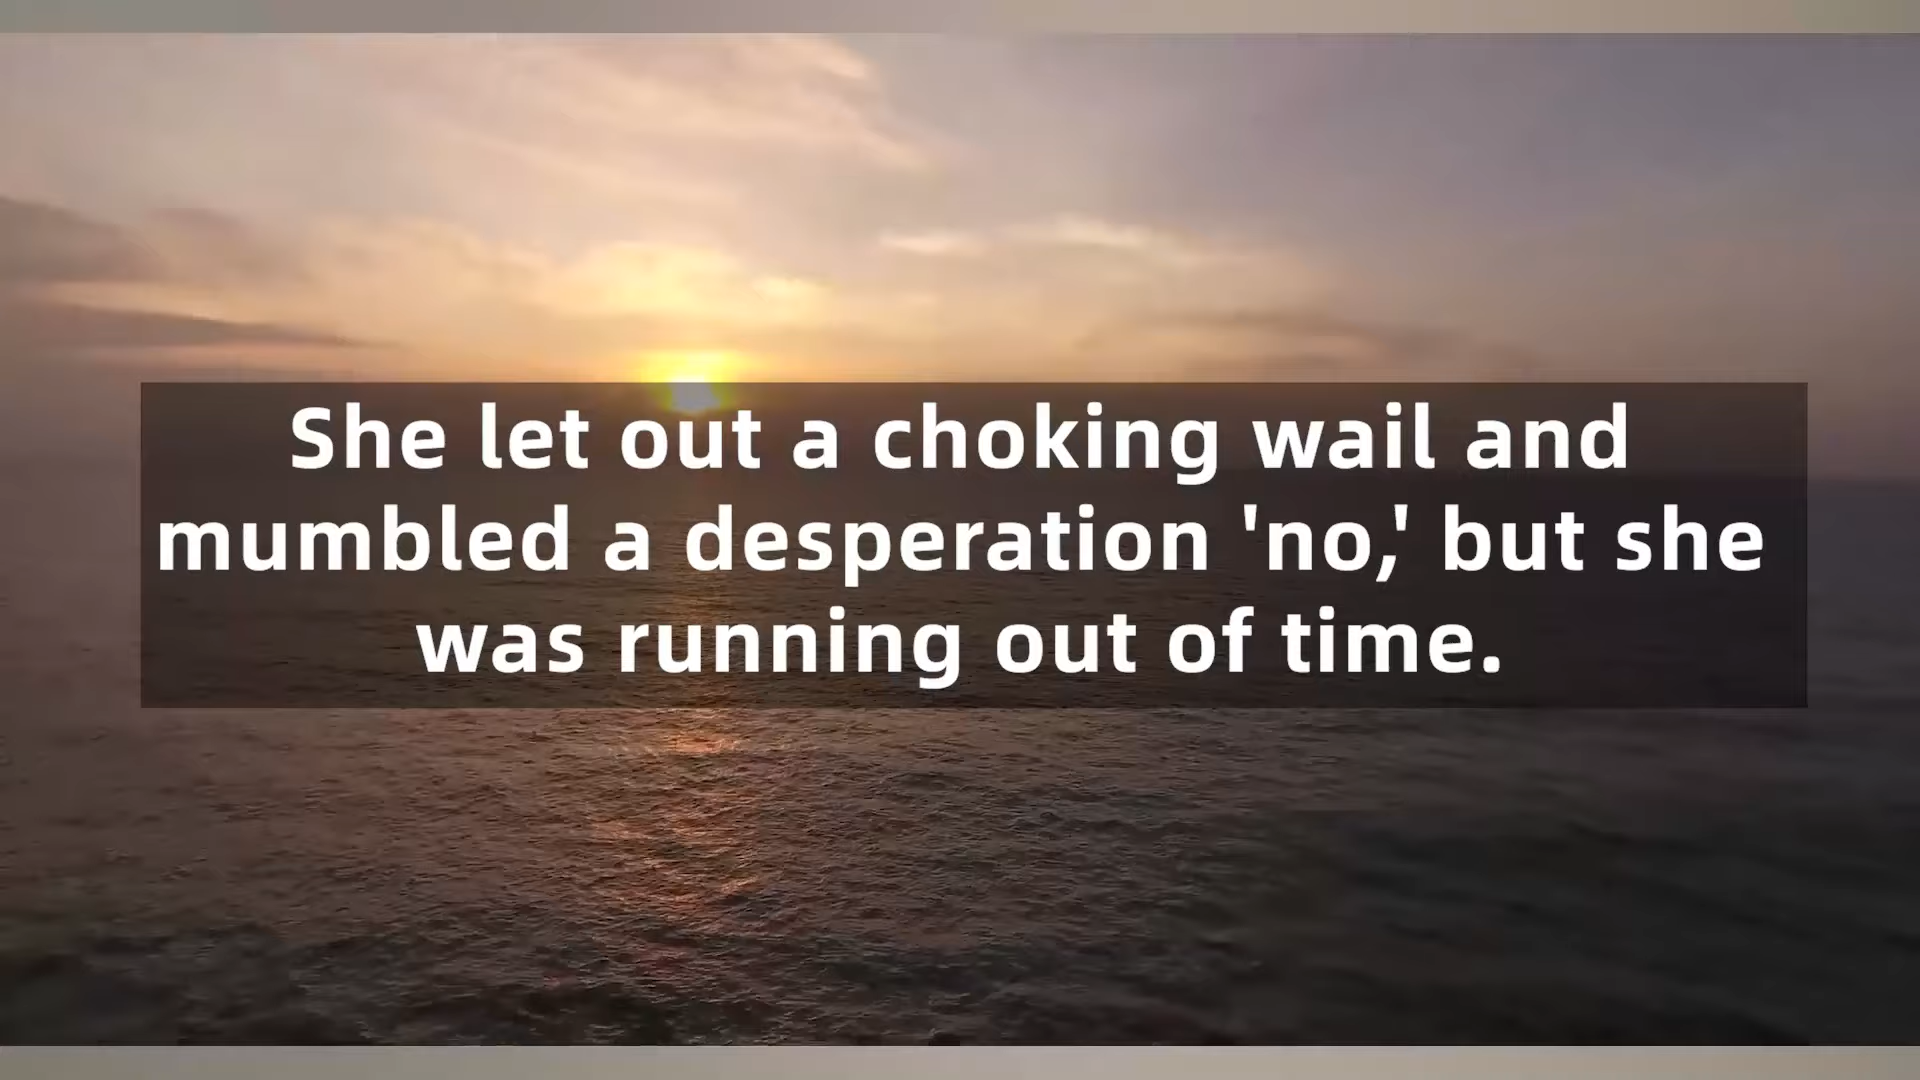 She let out a choking wail and
mumbled a desperation 'no,' but she
was running out of time.